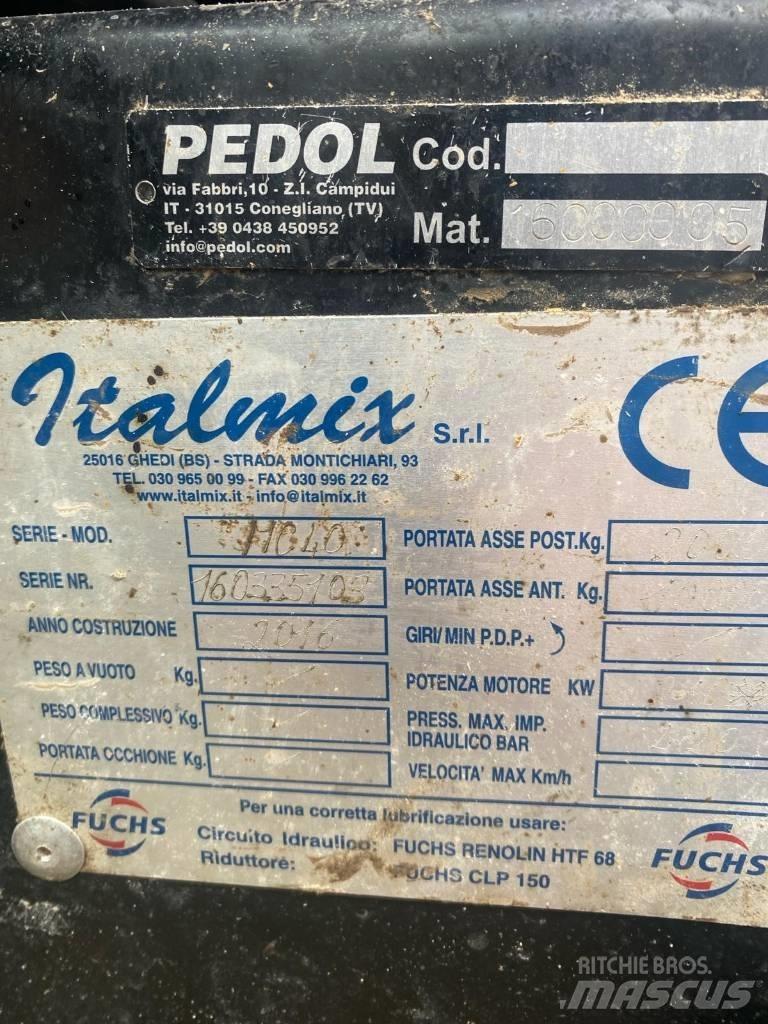 PEDOL Cod.
via Fabbri,10 - Z.I. Campidui
IT - 31015 Conegliano (TV)
Tel. +39 0438 450952
info@pedol.com
Mat.
Italmix S.r.l. CE
25016 GHEDI (BS) - STRADA MONTICHIARI, 93
TEL. 030 965 00 99 - FAX 030 996 22 62
www.italmix.it - info@italmix.it
SERIE - MOD.
SERIE NR. 160335103
ANNO COSTRUZIONE 2016
PESO A VUOTO Kg.
PESO COMPLESSIVO Kg.
PORTATA OCCHIONE Kg.
PORTATA ASSE POST.Kg.
PORTATA ASSE ANT. Kg.
GIRI/ MIN P.D.P.+
POTENZA MOTORE KW
PRESS. MAX. IMP.
IDRAULICO BAR
VELOCITA' MAX Km/h
FUCHS
Per una corretta lubrificazione usare:
Circuito Idraulico: FUCHS RENOLIN HTF 68
Riduttore: FUCHS CLP 150
FUCHS
RITCHIE BROS.
MASCUS